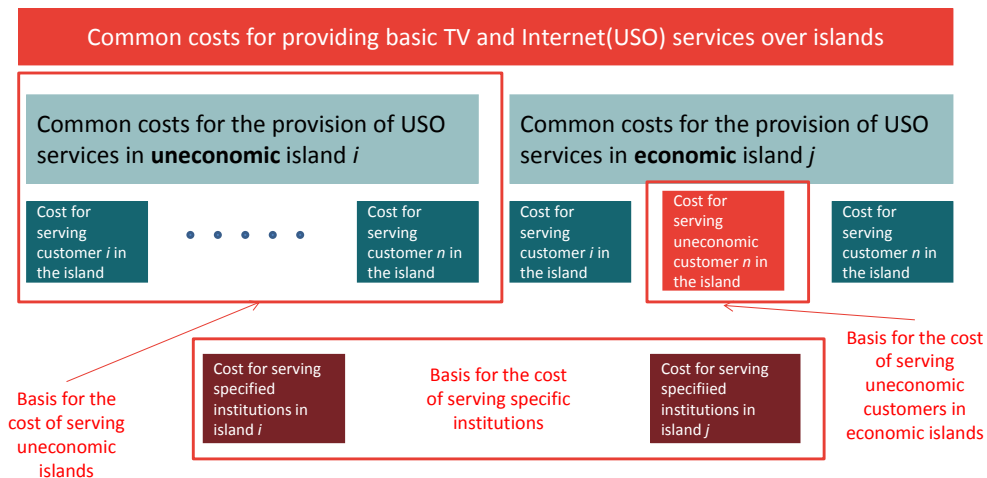 Common costs for providing basic TV and Internet(USO) services over islands
Common costs for the provision of USO
services in uneconomic island i
Common costs for the provision of USO
services in economic island j
Cost for
serving
customer i in
the island
Cost for
serving
customer n in
the island
Cost for
serving
customer i in
the island
Cost for
serving
uneconomic
customer n in
the island
Cost for
serving
customer n in
the island
Basis for the
cost of serving
uneconomic
islands
Cost for serving
specified
institutions in
island i
Basis for the cost
of serving specific
institutions
Cost for serving
specifiied
institutions in
island j
Basis for the cost
of serving
uneconomic
customers in
economic islands